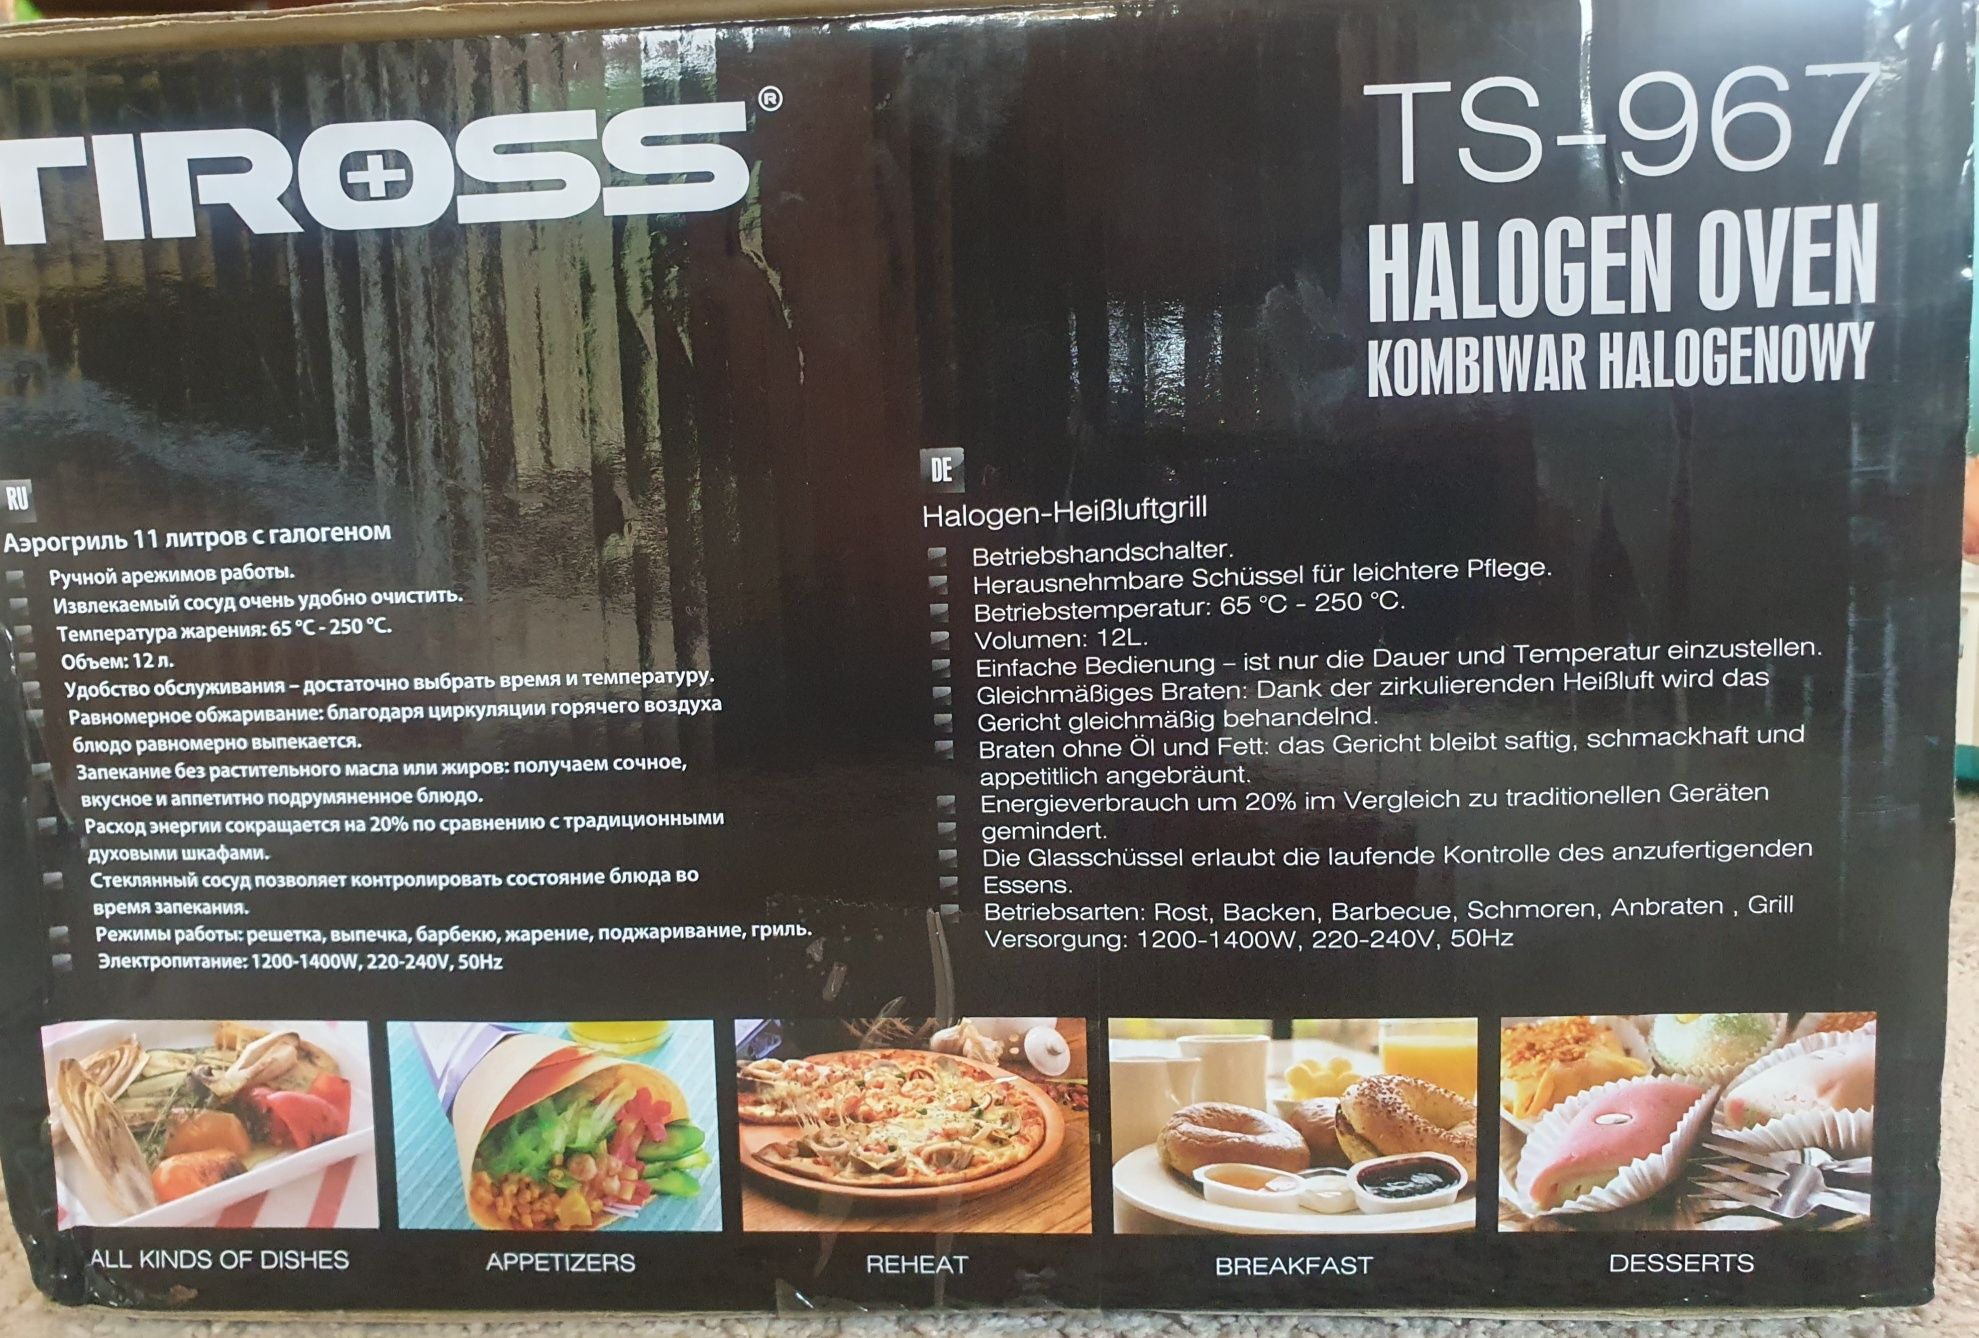 TIROSS®
TS-967
HALOGEN OVEN
KOMBIWAR HALOGENOWY
RU
Аэрогриль 11 литров с галогеном
Ручной арежимов работы.
Извлекаемый сосуд очень удобно очистить.
Температура жарения: 65 °C - 250 °C.
Объем: 12 л.
Удобство обслуживания – достаточно выбрать время и температуру.
Равномерное обжаривание: благодаря циркуляции горячего воздуха
блюдо равномерно выпекается.
Запекание без растительного масла или жиров: получаем сочное,
вкусное и аппетитно подрумяненное блюдо.
Расход энергии сокращается на 20% по сравнению с традиционными
духовыми шкафами.
Стеклянный сосуд позволяет контролировать состояние блюда во
время запекания.
Режимы работы: решетка, выпечка, барбекю, жарение, поджаривание, гриль.
Электропитание: 1200-1400W, 220-240V, 50Hz
DE
Halogen-Heißluftgrill
Betriebshandschalter.
Herausnehmbare Schüssel für leichtere Pflege.
Betriebstemperatur: 65 °C - 250 °C.
Volumen: 12L.
Einfache Bedienung – ist nur die Dauer und Temperatur einzustellen.
Gleichmäßiges Braten: Dank der zirkulierenden Heißluft wird das
Gericht gleichmäßig behandelnd.
Braten ohne Öl und Fett: das Gericht bleibt saftig, schmackhaft und
appetitlich angebräunt.
Energieverbrauch um 20% im Vergleich zu traditionellen Geräten
gemindert.
Die Glasschüssel erlaubt die laufende Kontrolle des anzufertigenden
Essens.
Betriebsarten: Rost, Backen, Barbecue, Schmoren, Anbraten , Grill
Versorgung: 1200-1400W, 220-240V, 50Hz
ALL KINDS OF DISHES
APPETIZERS
REHEAT
BREAKFAST
DESSERTS